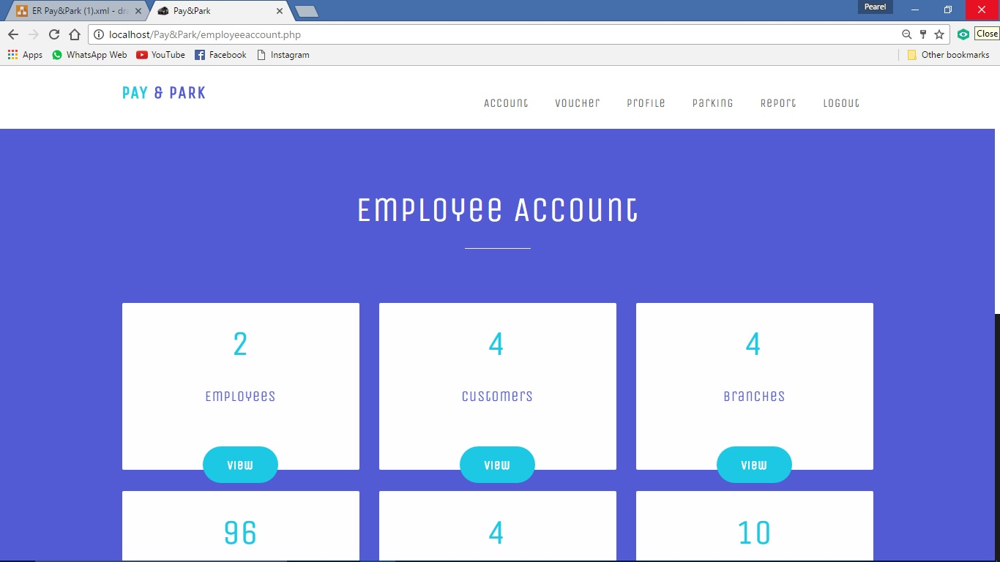 ER Pay&Park (1).xml - dra
Pay&Park
Pearel
localhost/Pay&Park/employeeaccount.php
Close
Apps
WhatsApp Web
YouTube
Facebook
Instagram
Other bookmarks
PAY & PARK
Account
Voucher
Profile
Parking
Report
Logout
Employee Account
2
4
4
Employees
Customers
Branches
View
View
View
96
4
10